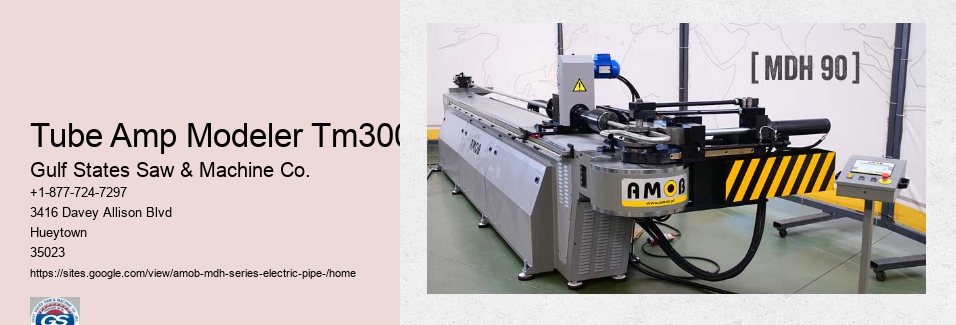 Tube Amp Modeler Tm300
Gulf States Saw & Machine Co.
+1-877-724-7297
3416 Davey Allison Blvd
Hueytown
35023
https://sites.google.com/view/amob-mdh-series-electric-pipe-/home
GS
[ MDH 90 ]
AMOB
AMOB
www.amob.pt